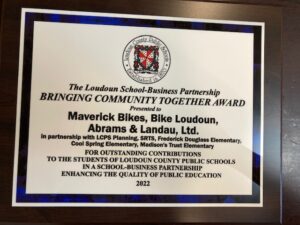 The Loudoun School-Business Partnership
BRINGING COMMUNITY TOGETHER AWARD
Presented to
Maverick Bikes, Bike Loudoun,
Abrams & Landau, Ltd.
in partnership with LCPS Planning, SRTS, Frederick Douglass Elementary,
Cool Spring Elementary, Madison's Trust Elementary
FOR OUTSTANDING CONTRIBUTIONS
TO THE STUDENTS OF LOUDOUN COUNTY PUBLIC SCHOOLS
IN A SCHOOL-BUSINESS PARTNERSHIP
ENHANCING THE QUALITY OF PUBLIC EDUCATION
2022